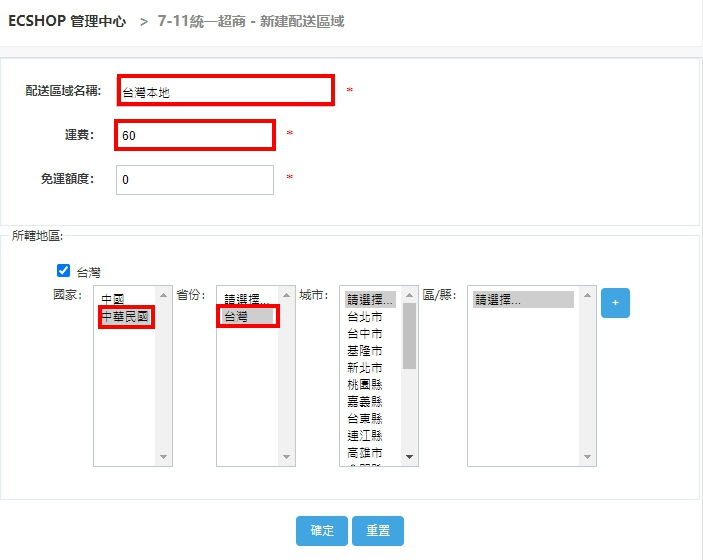 ECSHOP 管理中心 > 7-11統一超商 - 新建配送區域
配送區域名稱: 台灣本地 *
運費: 60 *
免運額度: 0 *
所轄地區:
台灣
國家: 中國 省份: 請選擇... 城市: 請選擇... 區/縣: 請選擇... +
中華民國 台灣 台北市
台中市
基隆市
新北市
桃園縣
嘉義縣
台東縣
連江縣
高雄市
確定 重置